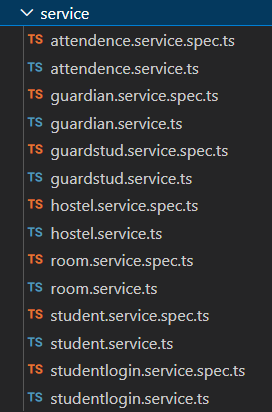 service
TS attendence.service.spec.ts
TS attendence.service.ts
TS guardian.service.spec.ts
TS guardian.service.ts
TS guardstud.service.spec.ts
TS guardstud.service.ts
TS hostel.service.spec.ts
TS hostel.service.ts
TS room.service.spec.ts
TS room.service.ts
TS student.service.spec.ts
TS student.service.ts
TS studentlogin.service.spec.ts
TS studentlogin.service.ts